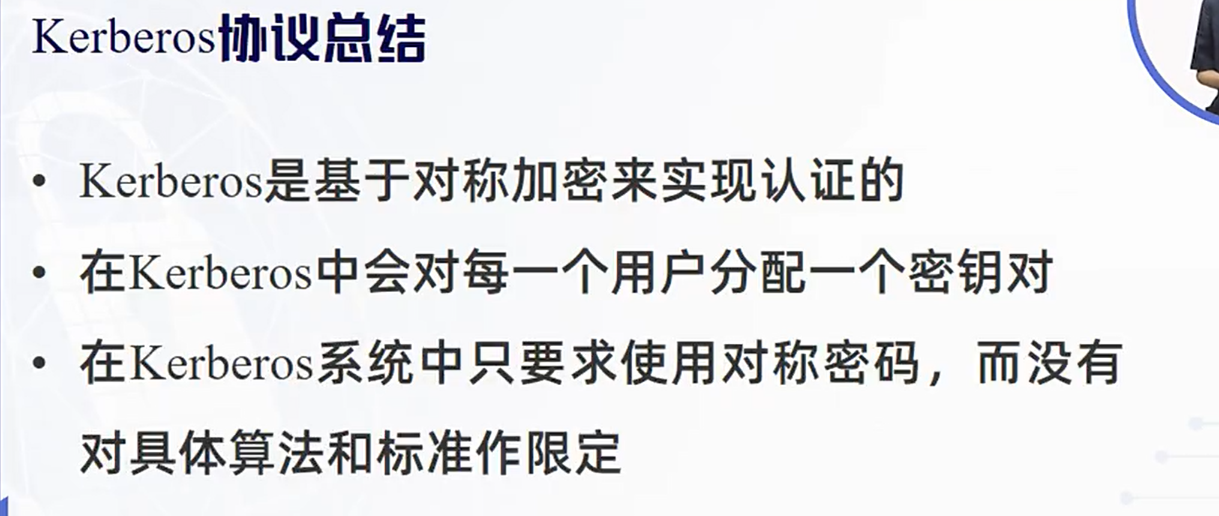 Kerberos协议总结
• Kerberos是基于对称加密来实现认证的
• 在Kerberos中会对每一个用户分配一个密钥对
• 在Kerberos系统中只要求使用对称密码，而没有
对具体算法和标准作限定